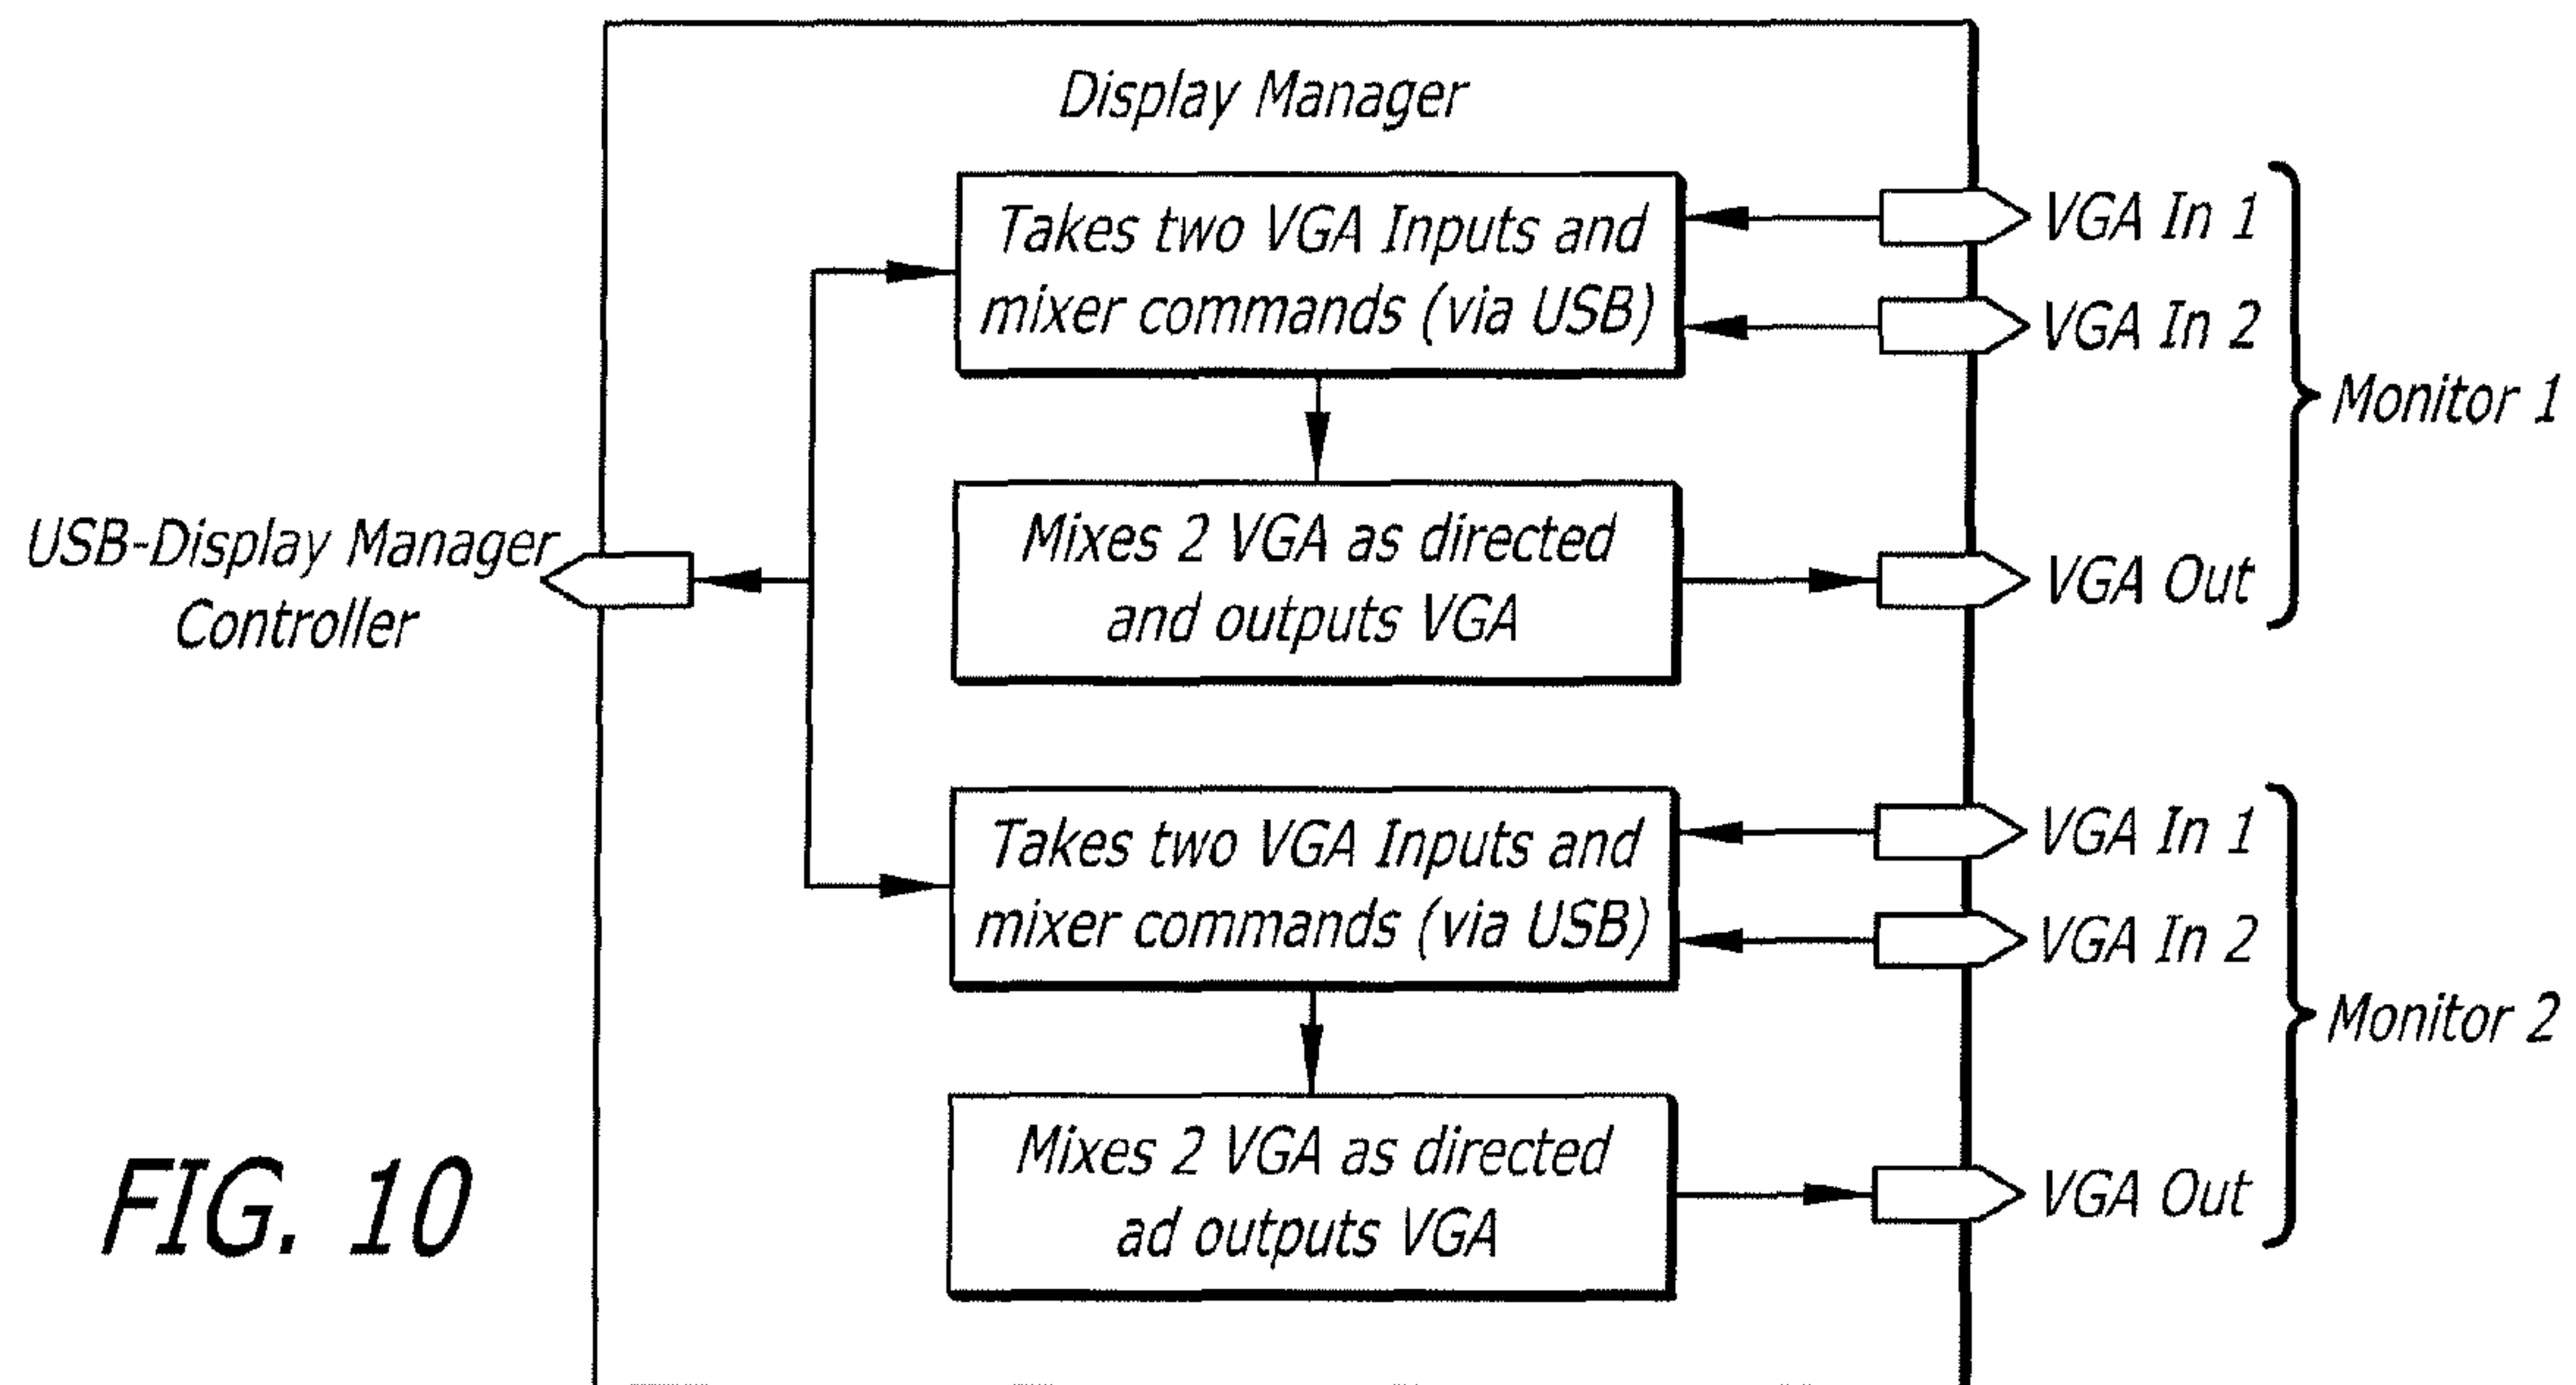 Display Manager
Takes two VGA Inputs and
mixer commands (via USB)
VGA In 1
VGA In 2
Monitor 1
Mixes 2 VGA as directed
and outputs VGA
VGA Out
USB-Display Manager
Controller
Takes two VGA Inputs and
mixer commands (via USB)
VGA In 1
VGA In 2
Monitor 2
Mixes 2 VGA as directed
ad outputs VGA
VGA Out
FIG. 10